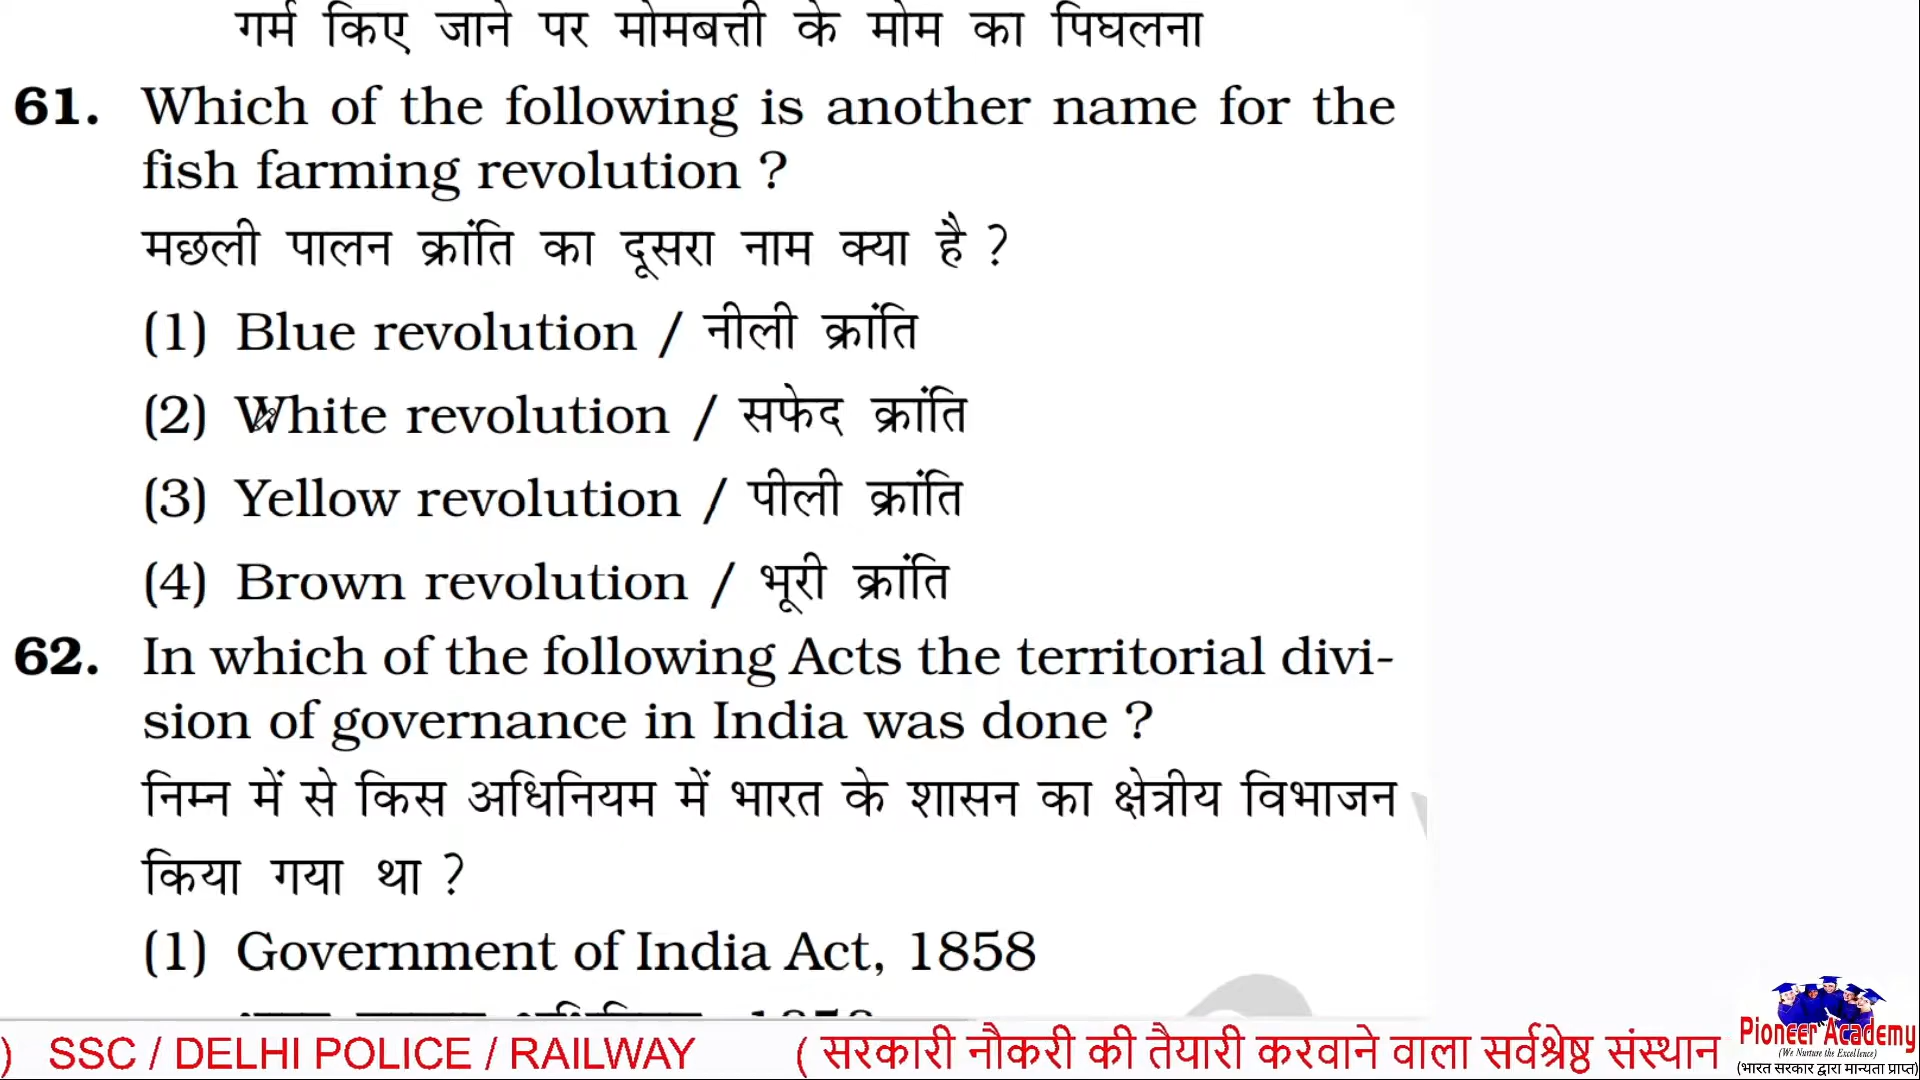 गर्म किए जाने पर मोमबत्ती के मोम का पिघलना
61. Which of the following is another name for the
fish farming revolution ?
मछली पालन क्रांति का दूसरा नाम क्या है ?
(1) Blue revolution / नीली क्रांति
(2) White revolution / सफेद क्रांति
(3) Yellow revolution / पीली क्रांति
(4) Brown revolution / भूरी क्रांति
62. In which of the following Acts the territorial divi-
sion of governance in India was done ?
निम्न में से किस अधिनियम में भारत के शासन का क्षेत्रीय विभाजन
किया गया था ?
(1) Government of India Act, 1858
) SSC / DELHI POLICE / RAILWAY ( सरकारी नौकरी की तैयारी करवाने वाला सर्वश्रेष्ठ संस्थान
Pioneer Academy
(We Nurture the Excellence)
(भारत सरकार द्वारा मान्यता प्राप्त)